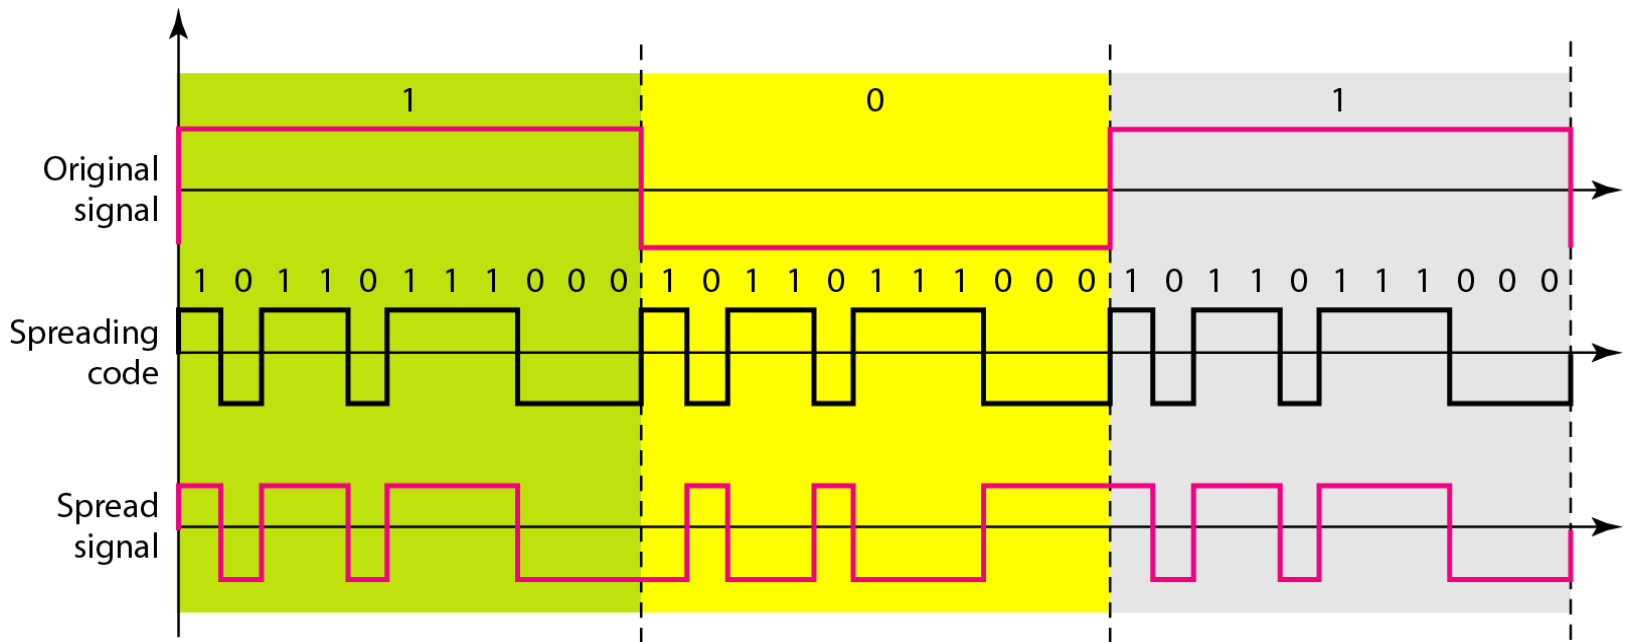 1 0 1
Original
signal
1 0 1 1 0 1 1 1 0 0 0 1 0 1 1 0 1 1 1 0 0 0 1 0 1 1 0 1 1 1 0 0 0
Spreading
code
Spread
signal